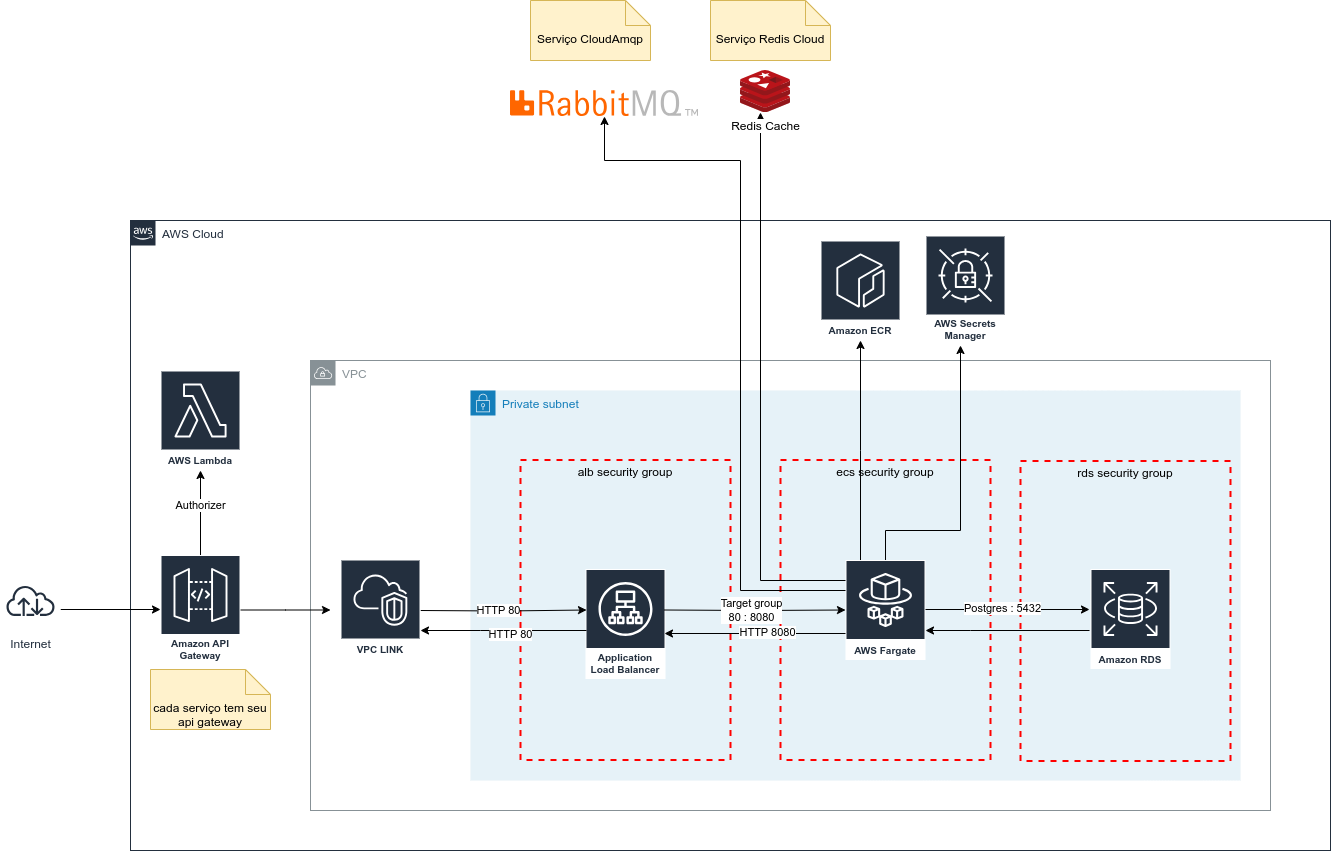 Serviço CloudAmqp
Serviço Redis Cloud
RabbitMQ TM
Redis Cache
aws
AWS Cloud
Amazon ECR
AWS Secrets
Manager
VPC
Private subnet
AWS Lambda
Authorizer
alb security group
ecs security group
rds security group
Internet
Amazon API
Gateway
cada serviço tem seu
api gateway
VPC LINK
HTTP 80
HTTP 80
Application
Load Balancer
Target group
80 : 8080
HTTP 8080
AWS Fargate
Postgres : 5432
Amazon RDS